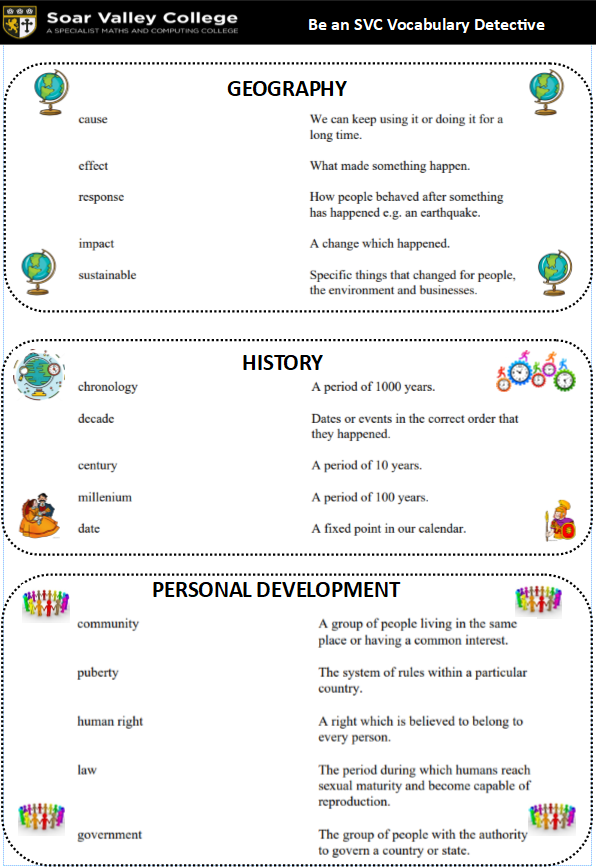 Soar Valley College
A SPECIALIST MATHS AND COMPUTING COLLEGE
Be an SVC Vocabulary Detective
GEOGRAPHY
cause
We can keep using it or doing it for a
long time.
effect
What made something happen.
response
How people behaved after something
has happened e.g. an earthquake.
impact
A change which happened.
sustainable
Specific things that changed for people,
the environment and businesses.
HISTORY
chronology
A period of 1000 years.
decade
Dates or events in the correct order that
they happened.
century
A period of 10 years.
millenium
A period of 100 years.
date
A fixed point in our calendar.
PERSONAL DEVELOPMENT
community
A group of people living in the same
place or having a common interest.
puberty
The system of rules within a particular
country.
human right
A right which is believed to belong to
every person.
law
The period during which humans reach
sexual maturity and become capable of
reproduction.
government
The group of people with the authority
to govern a country or state.